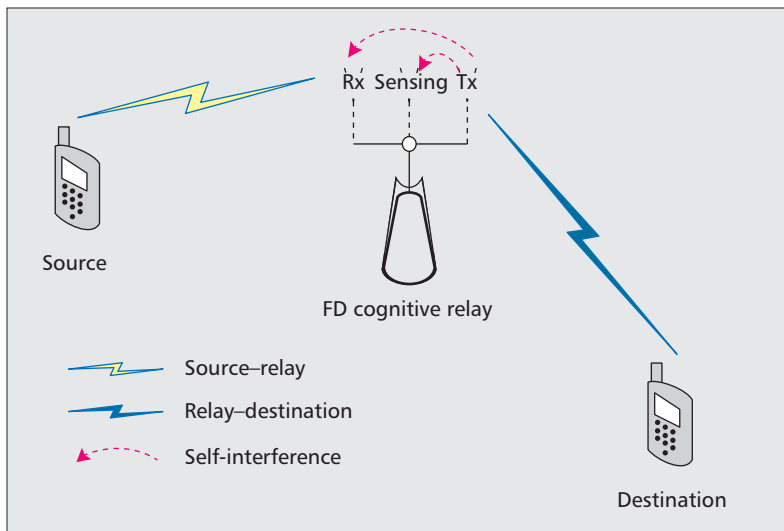 Rx Sensing Tx
Source
FD cognitive relay
Source–relay
Relay–destination
Self-interference
Destination